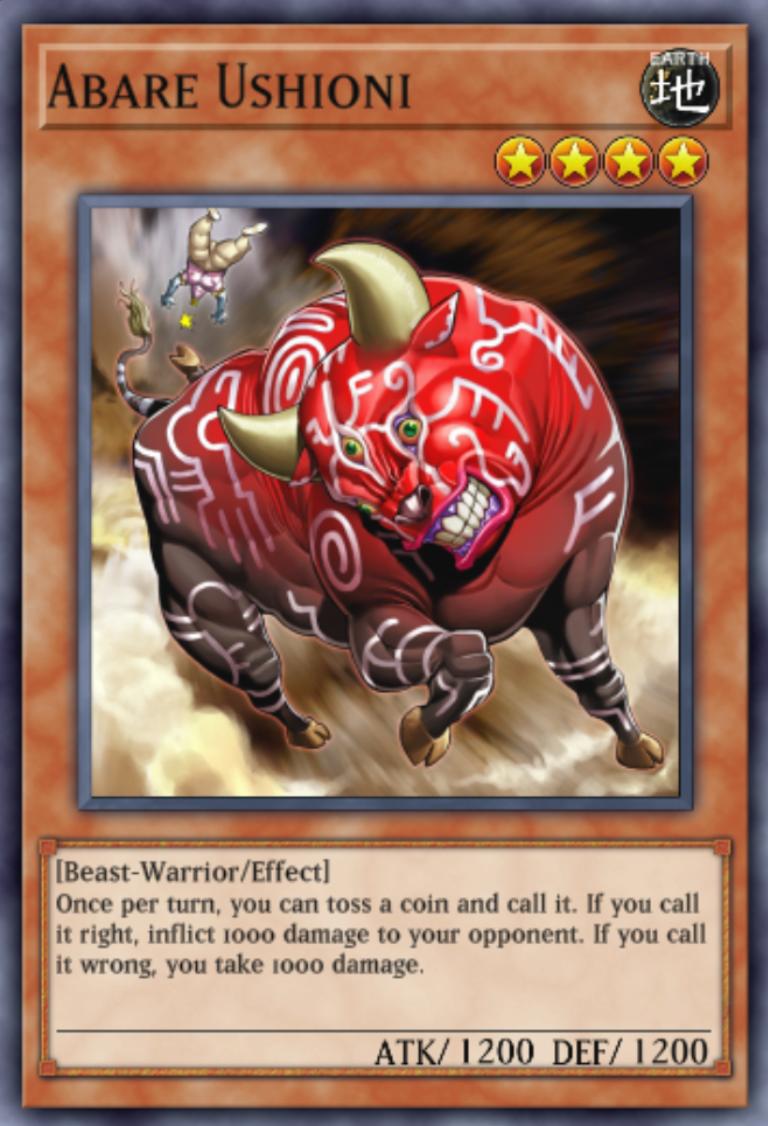 Abare Ushioni
EARTH
地
[Beast-Warrior/Effect]
Once per turn, you can toss a coin and call it. If you call
it right, inflict 1000 damage to your opponent. If you call
it wrong, you take 1000 damage.
ATK/ 1200 DEF/ 1200